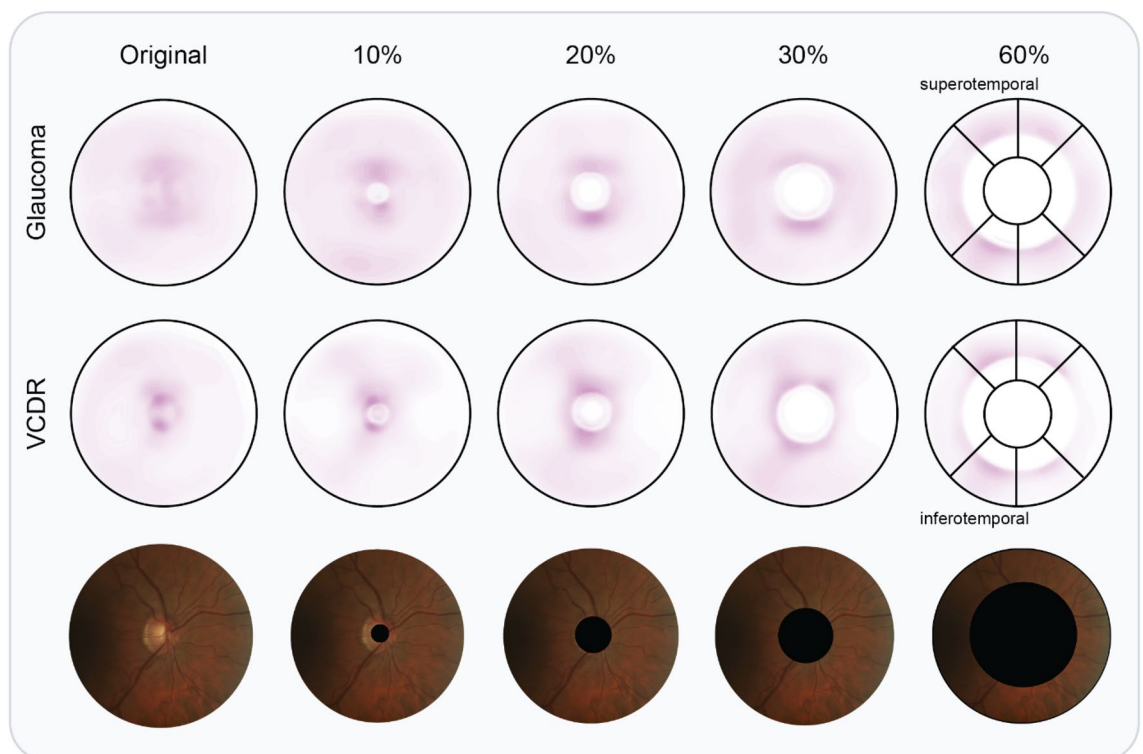 Original 10% 20% 30% 60%
superotemporal
Glaucoma
VCDR
inferotemporal